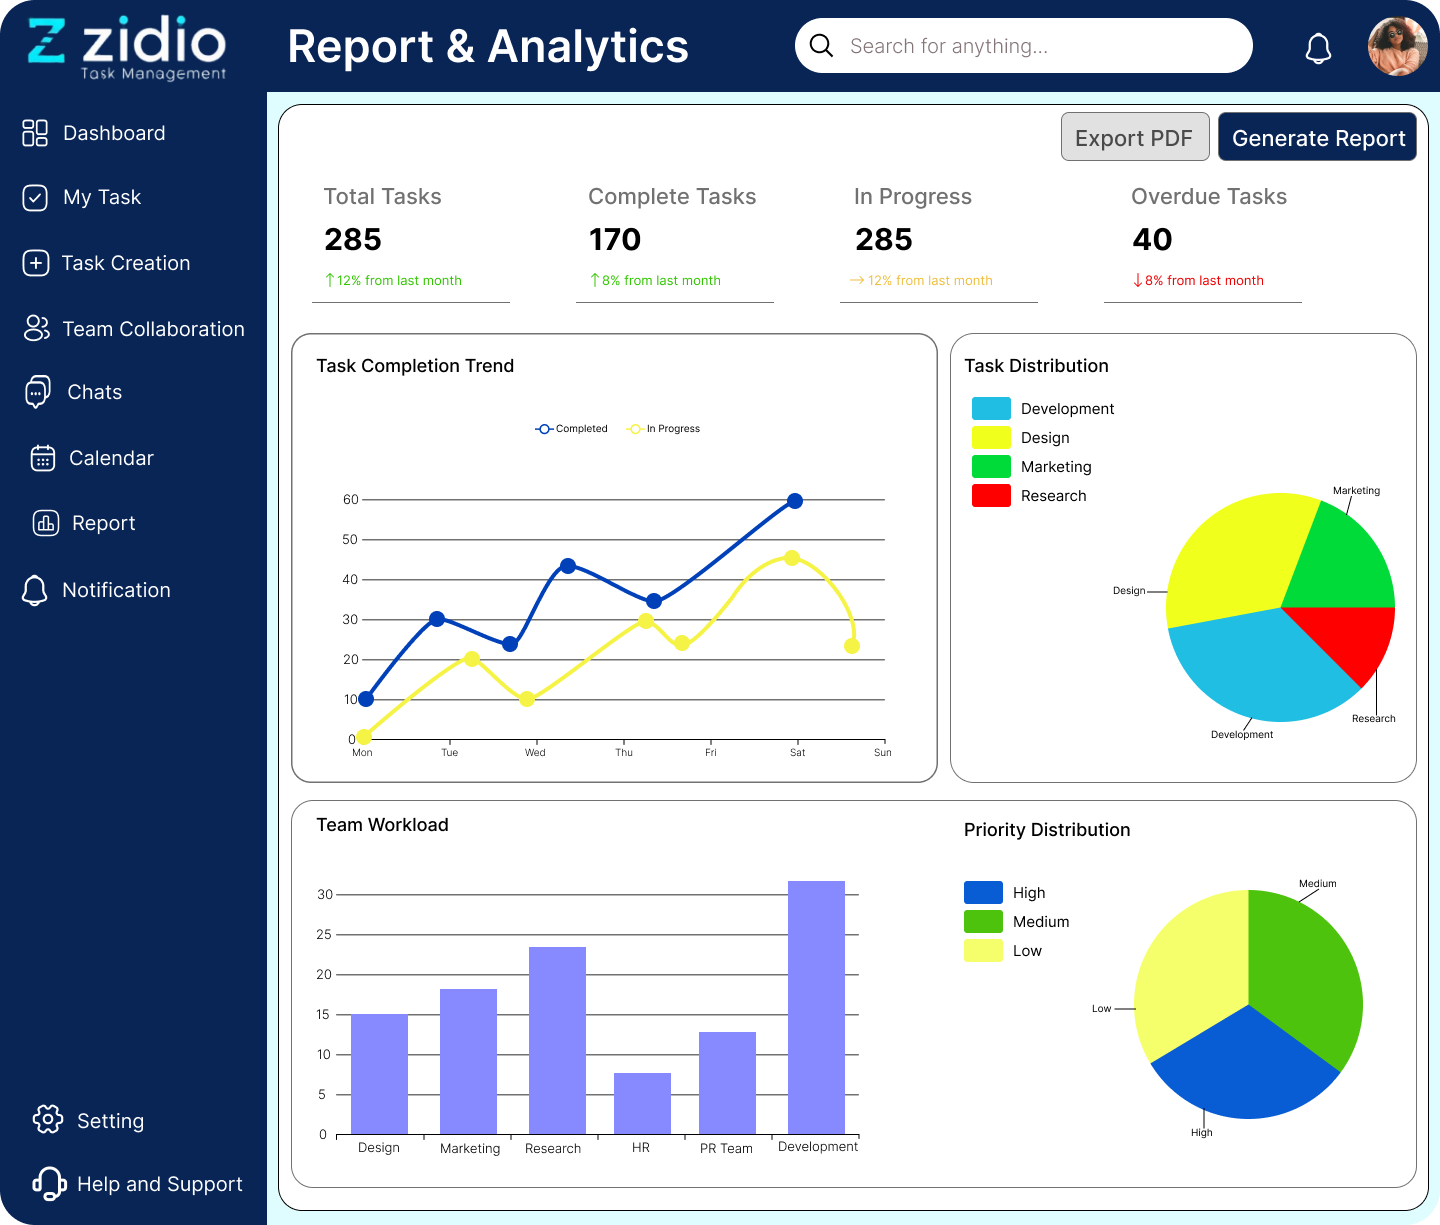 zidio
Task Management
Report & Analytics
Search for anything...
Dashboard
My Task
Task Creation
Team Collaboration
Chats
Calendar
Report
Notification
Setting
Help and Support
Export PDF
Generate Report
Total Tasks
285
↑12% from last month
Complete Tasks
170
↑8% from last month
In Progress
285
→ 12% from last month
Overdue Tasks
40
↓8% from last month
Task Completion Trend
Completed
In Progress
60
50
40
30
20
10
0
Mon Tue Wed Thu Fri Sat Sun
Task Distribution
Development
Design
Marketing
Research
Marketing
Design
Research
Development
Team Workload
30
25
20
15
10
5
0
Design Marketing Research HR PR Team Development
Priority Distribution
High
Medium
Low
Medium
Low
High